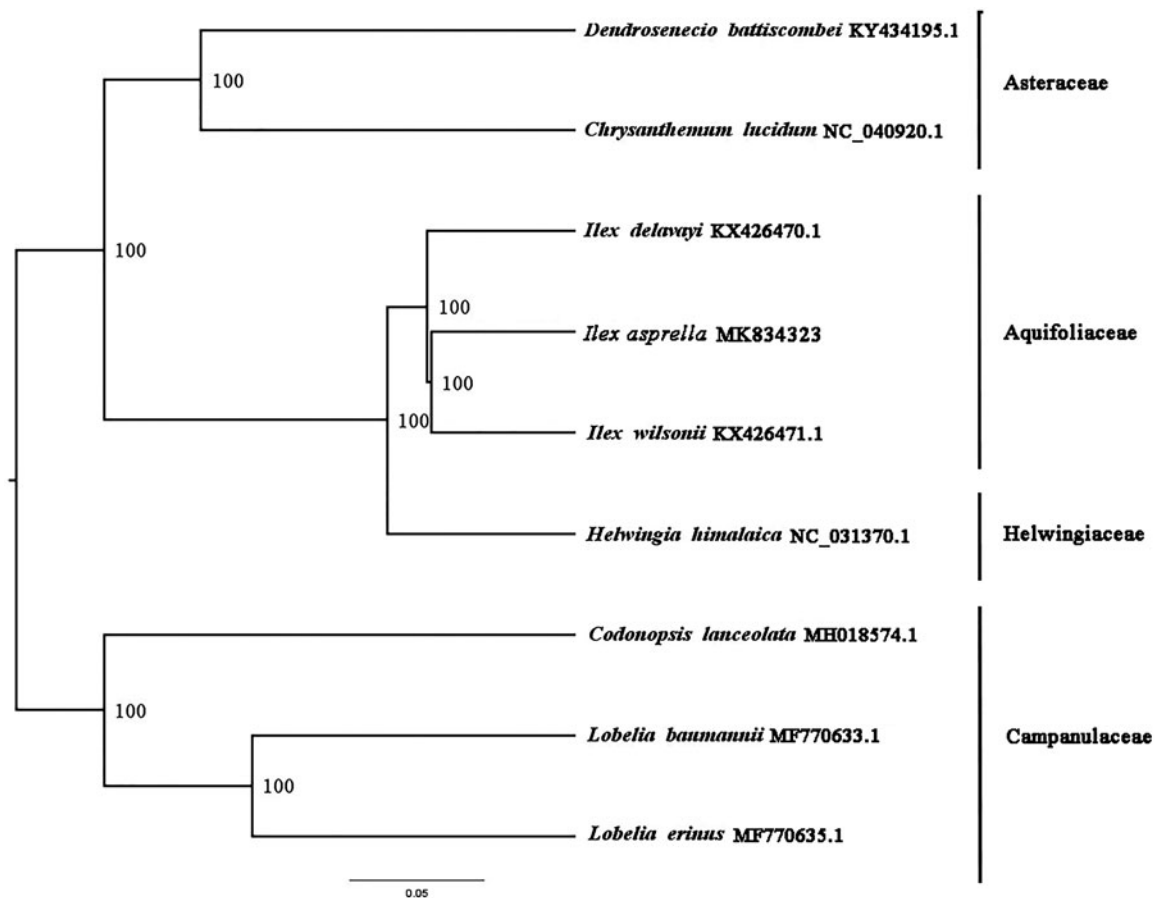 Dendrosenecio battiscombei KY434195.1
100
Asteraceae
Chrysanthemum lucidum NC_040920.1
Ilex delavayi KX426470.1
100
100
Ilex asprella MK834323
Aquifoliaceae
100
100
Ilex wilsonii KX426471.1
Helwingia himalaica NC_031370.1
Helwingiaceae
Codonopsis lanceolata MH018574.1
100
Lobelia baumannii MF770633.1
Campanulaceae
100
Lobelia erinus MF770635.1
0.05